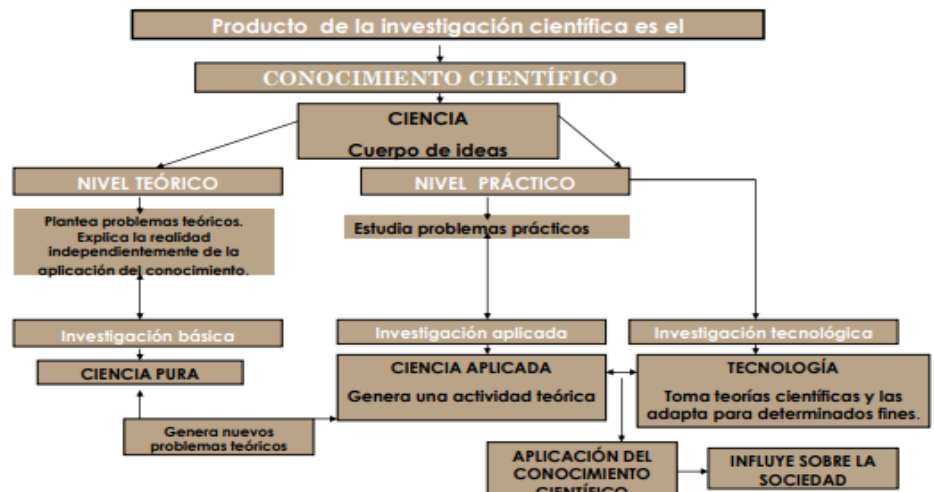 Producto de la investigación científica es el
CONOCIMIENTO CIENTÍFICO
CIENCIA
Cuerpo de ideas
NIVEL TEÓRICO
NIVEL PRÁCTICO
Plantea problemas teóricos.
Explica la realidad
independientemente de la
aplicación del conocimiento.
Estudia problemas prácticos
Investigación básica
Investigación aplicada
Investigación tecnológica
CIENCIA PURA
CIENCIA APLICADA
Genera una actividad teórica
TECNOLOGÍA
Toma teorías científicas y las
adapta para determinados fines.
Genera nuevos
problemas teóricos
APLICACIÓN DEL
CONOCIMIENTO
CIENTÍFICO
INFLUYE SOBRE LA
SOCIEDAD